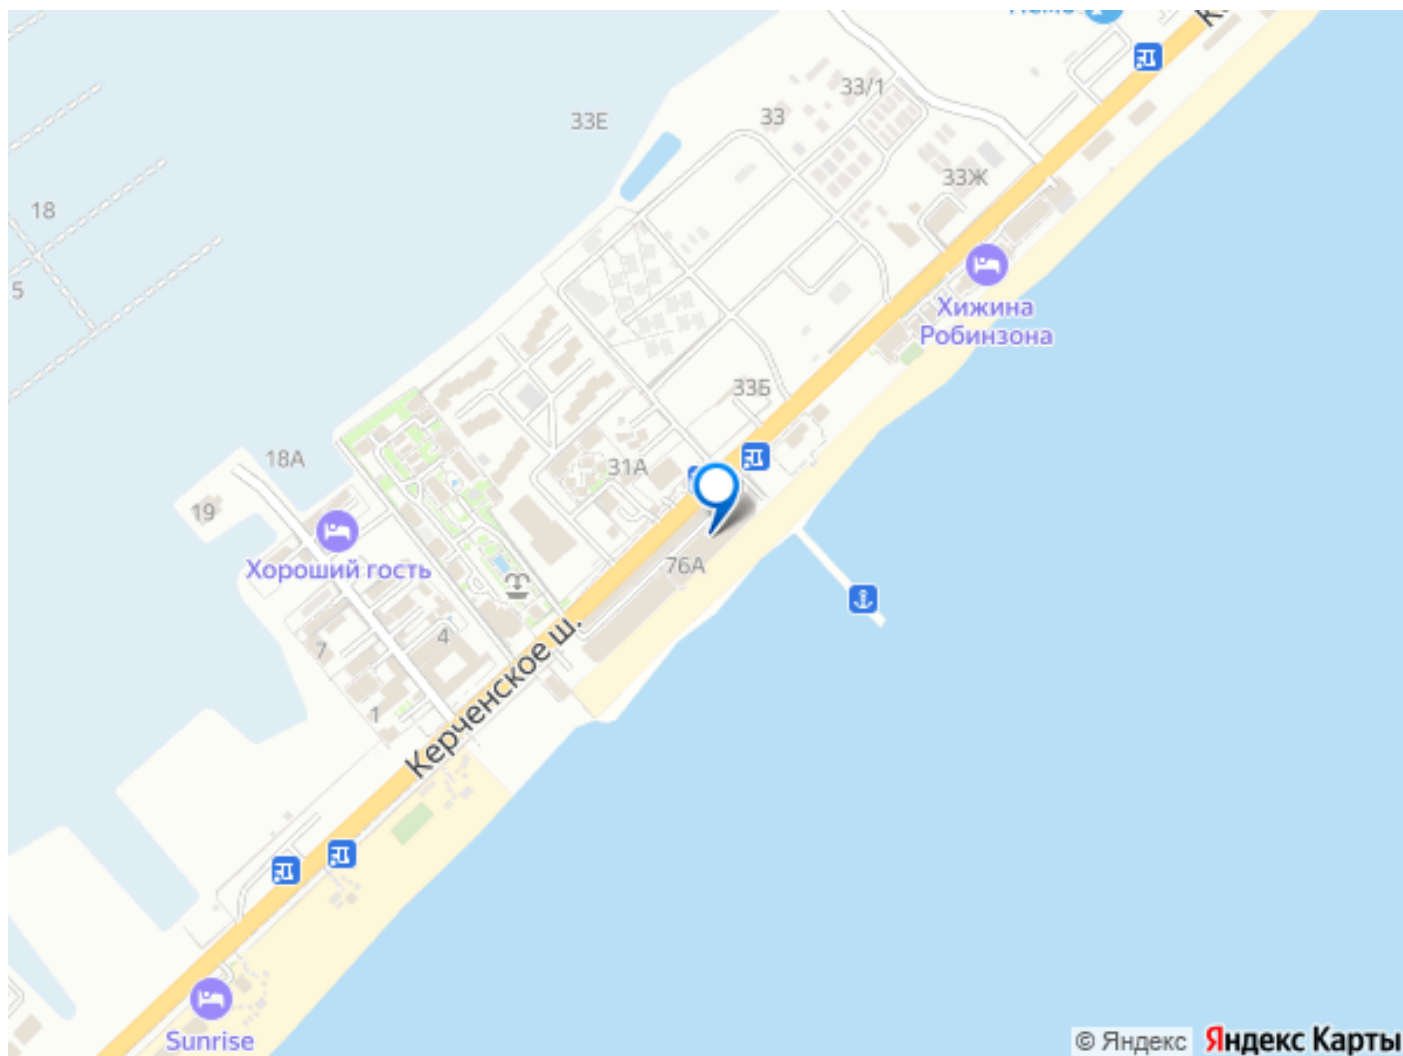 33/1
33
33Е
33Ж
18
5
Хижина
Робинзона
33Б
18А
31А
19
Хороший гость
76А
7
4
1
Керченское ш.
Sunrise
© Яндекс
Яндекс Карты